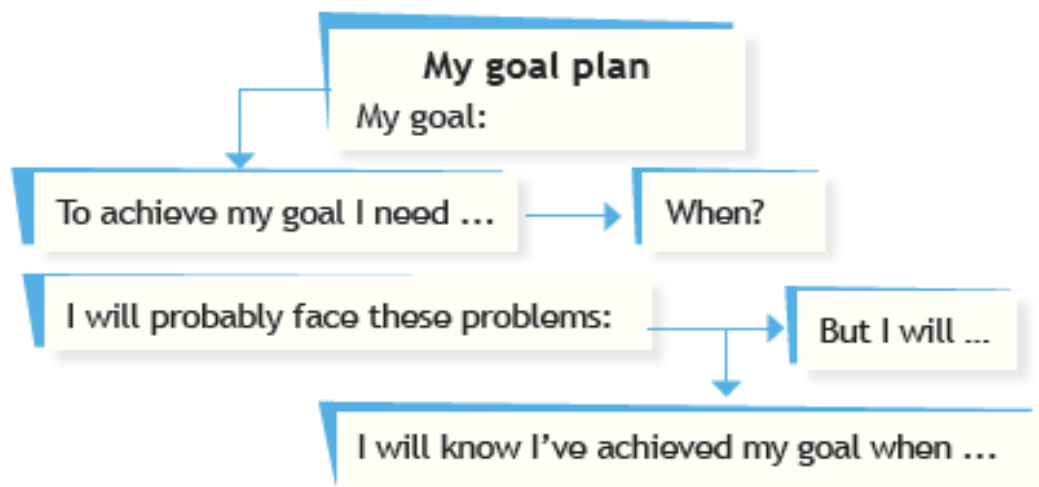 My goal plan
My goal:
To achieve my goal I need ...
When?
I will probably face these problems:
But I will ...
I will know I've achieved my goal when ...